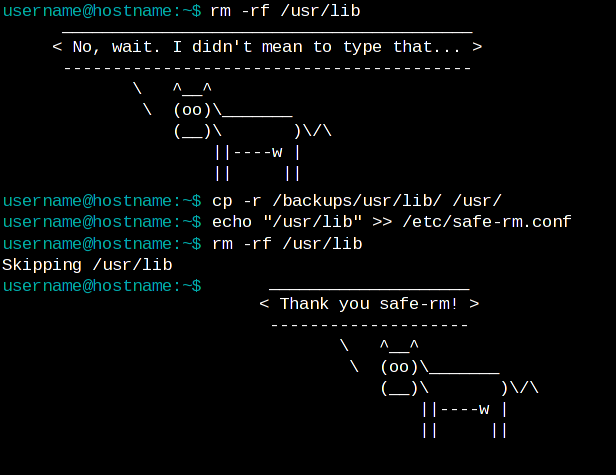 username@hostname:~$ rm -rf /usr/lib
      _________________________________________
     < No, wait. I didn't mean to type that... >
      -----------------------------------------
             \   ^__^
              \  (oo)\_______
                 (__)\       )\/\
                     ||----w |
                     ||     ||
username@hostname:~$ cp -r /backups/usr/lib/ /usr/
username@hostname:~$ echo "/usr/lib" >> /etc/safe-rm.conf
username@hostname:~$ rm -rf /usr/lib
Skipping /usr/lib
username@hostname:~$       ____________________
                          < Thank you safe-rm! >
                           --------------------
                                  \   ^__^
                                   \  (oo)\_______
                                      (__)\       )\/\
                                          ||----w |
                                          ||     ||